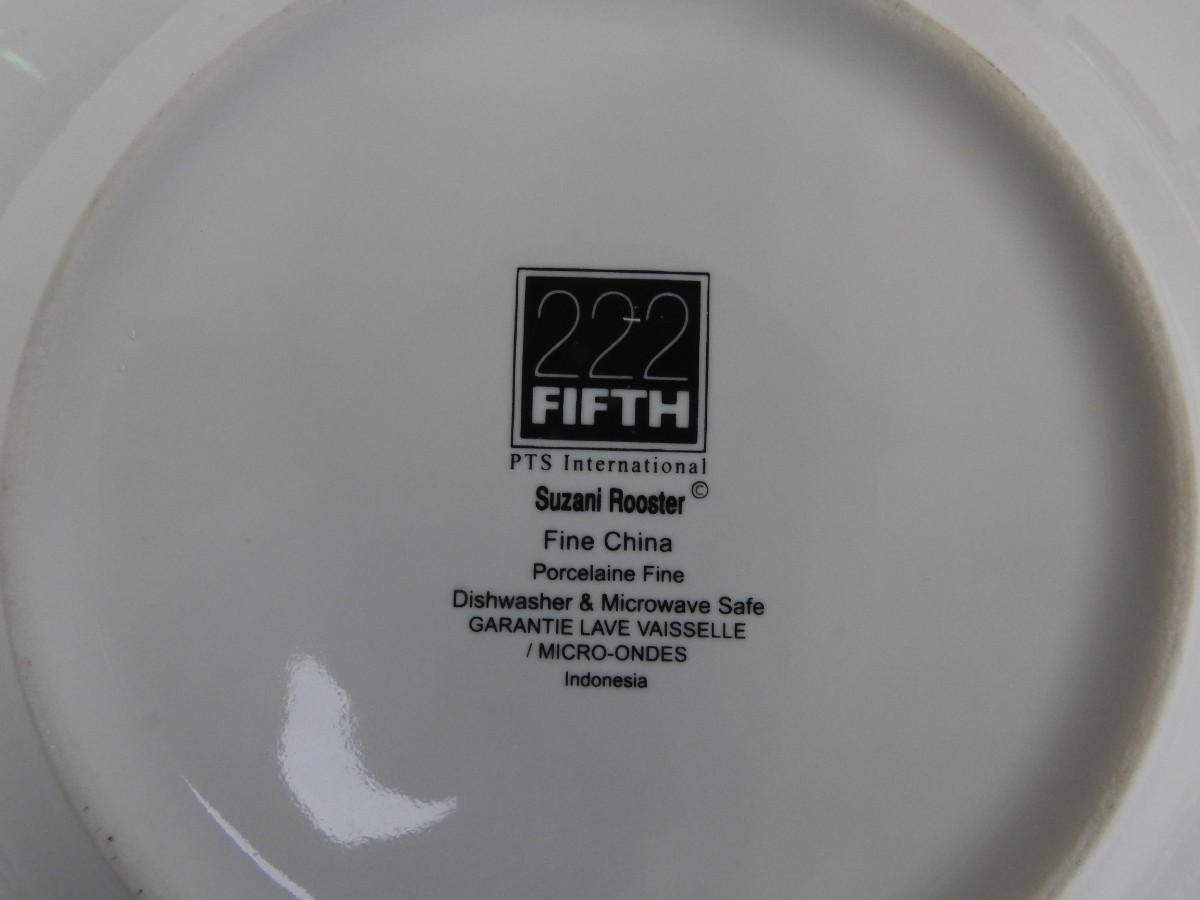 222
FIFTH
PTS International
Suzani Rooster ©
Fine China
Porcelaine Fine
Dishwasher & Microwave Safe
GARANTIE LAVE VAISSELLE
/ MICRO-ONDES
Indonesia